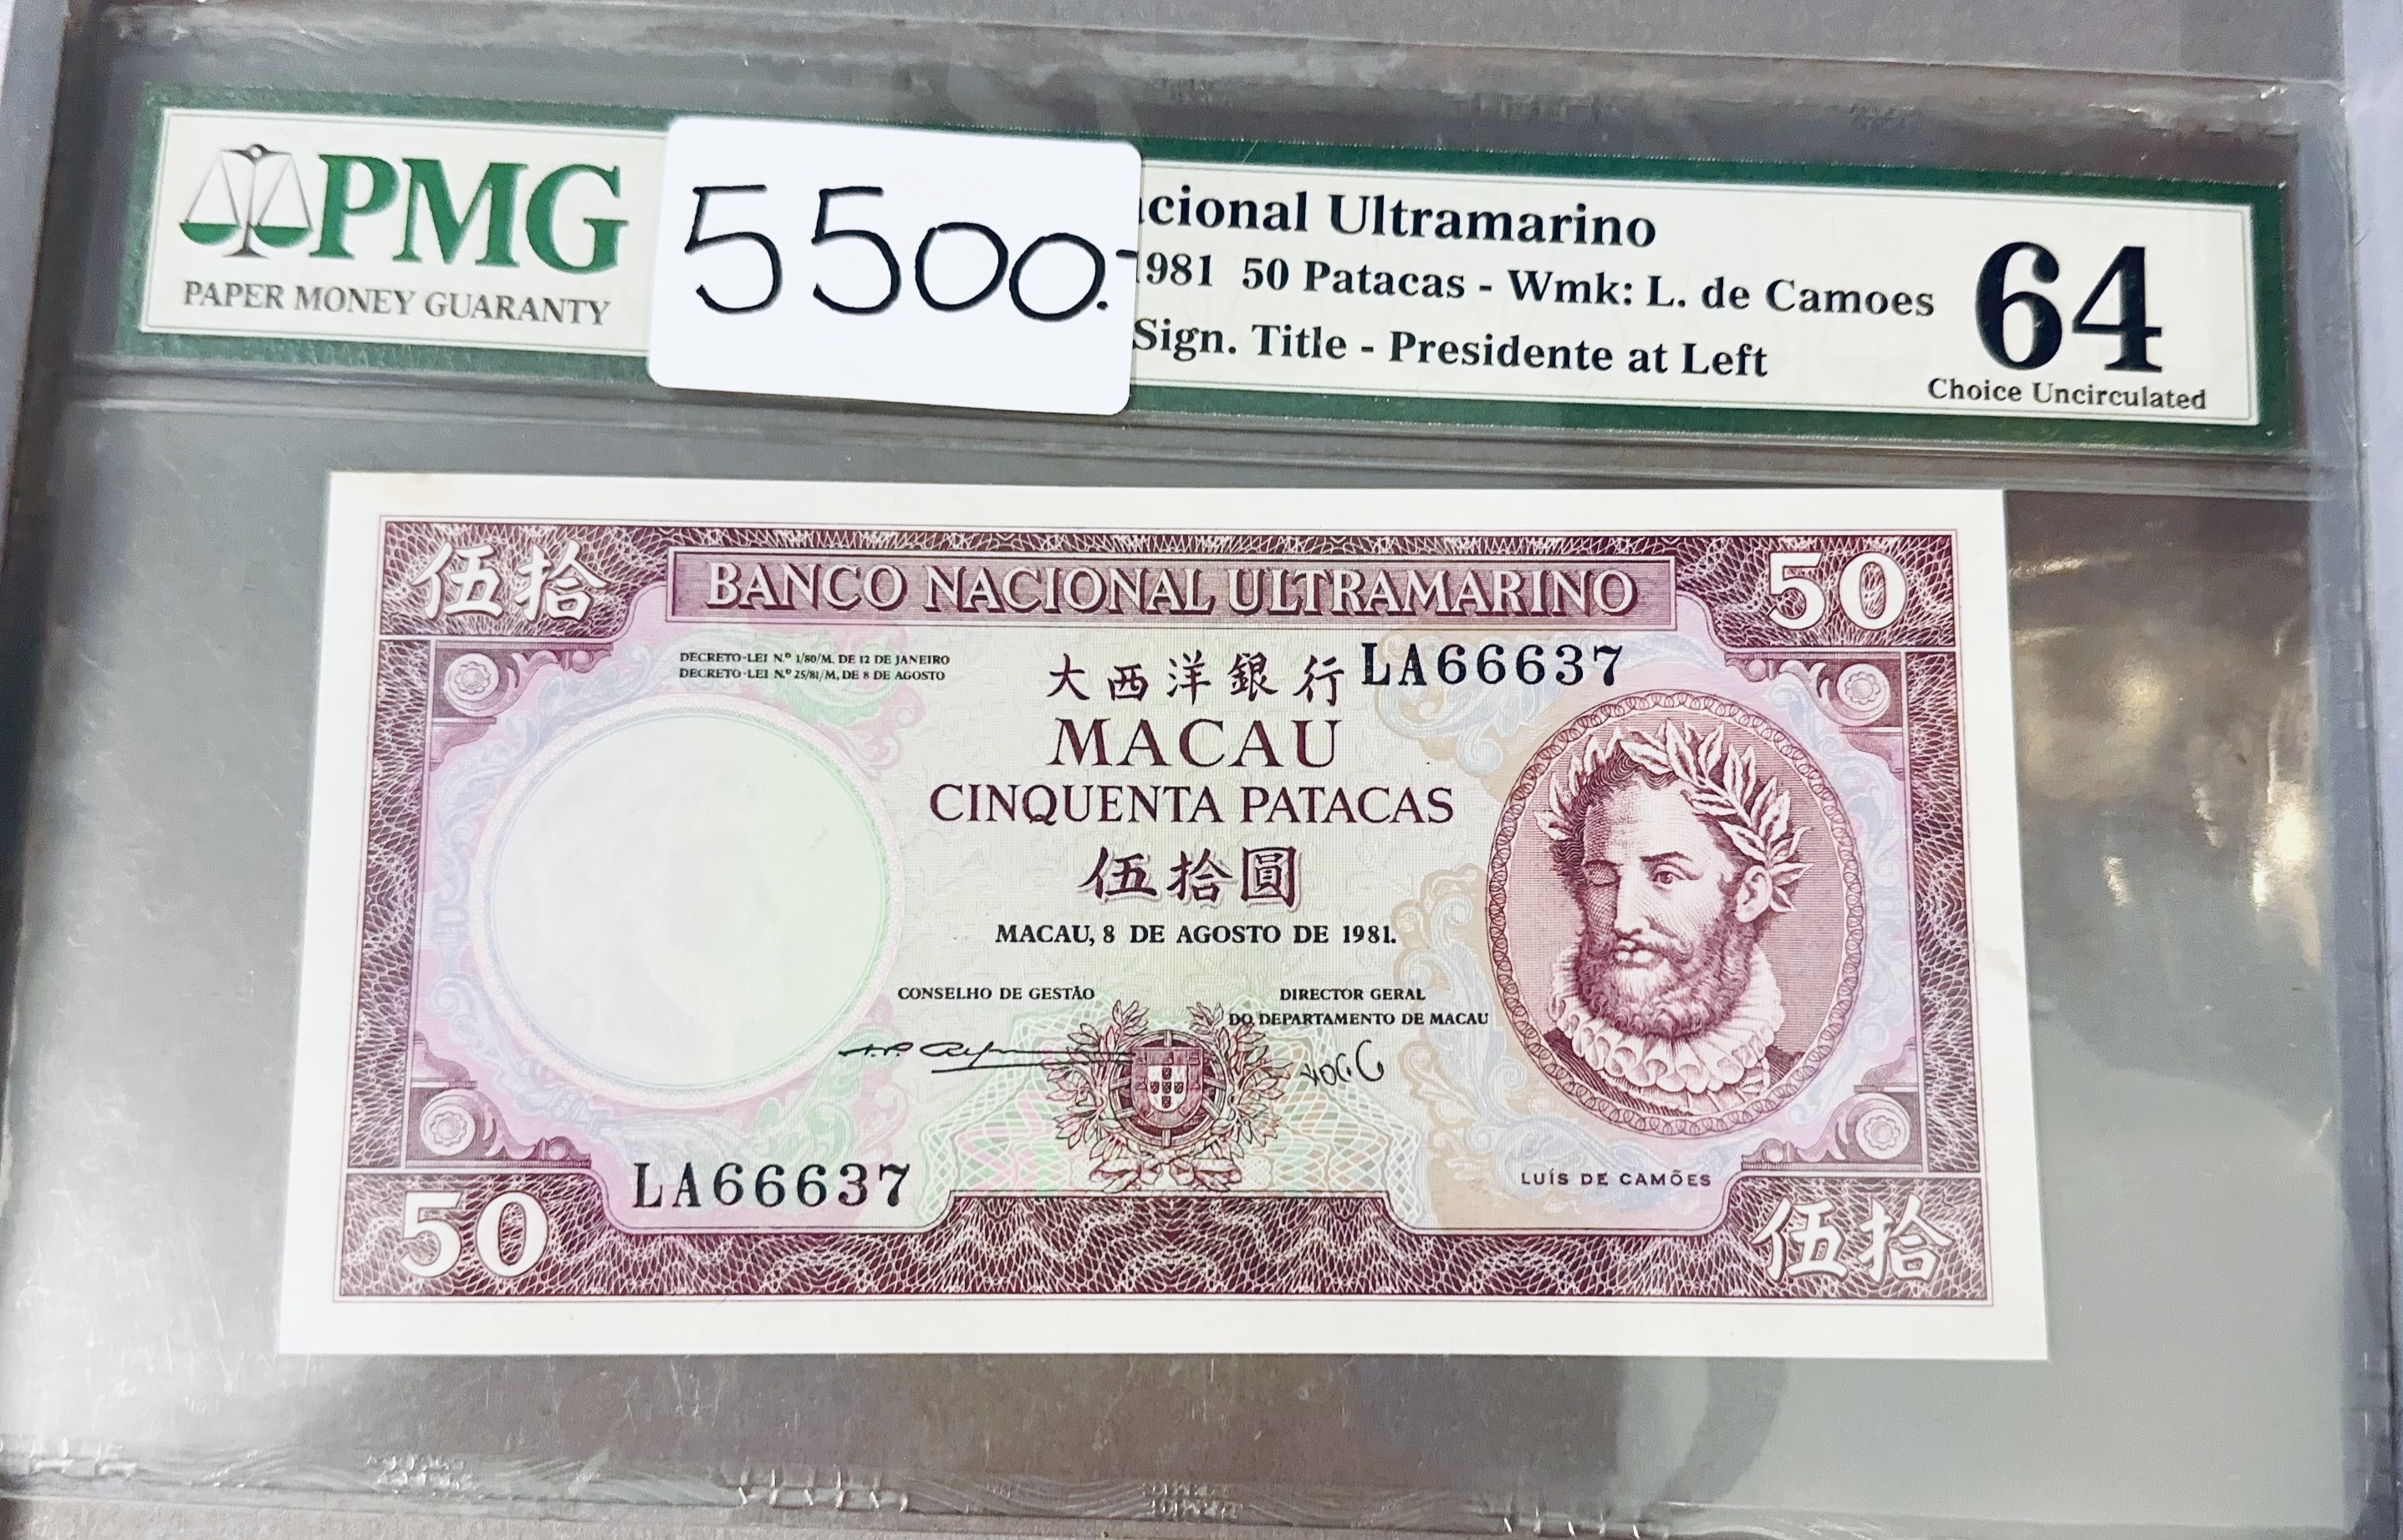 PMG
PAPER MONEY GUARANTY
5500.-
cional Ultramarino
1981 50 Patacas - Wmk: L. de Camoes
Sign. Title - Presidente at Left
64
Choice Uncirculated
伍拾
BANCO NACIONAL ULTRAMARINO
50
DECRETO-LEI N.º 1/80/M, DE 12 DE JANEIRO
DECRETO-LEI N.º 25/81/M, DE 8 DE AGOSTO
大西洋銀行
LA66637
MACAU
CINQUENTA PATACAS
伍拾圓
MACAU, 8 DE AGOSTO DE 1981.
CONSELHO DE GESTÃO
DIRECTOR GERAL
DO DEPARTAMENTO DE MACAU
LUÍS DE CAMÕES
LA66637
50
伍拾